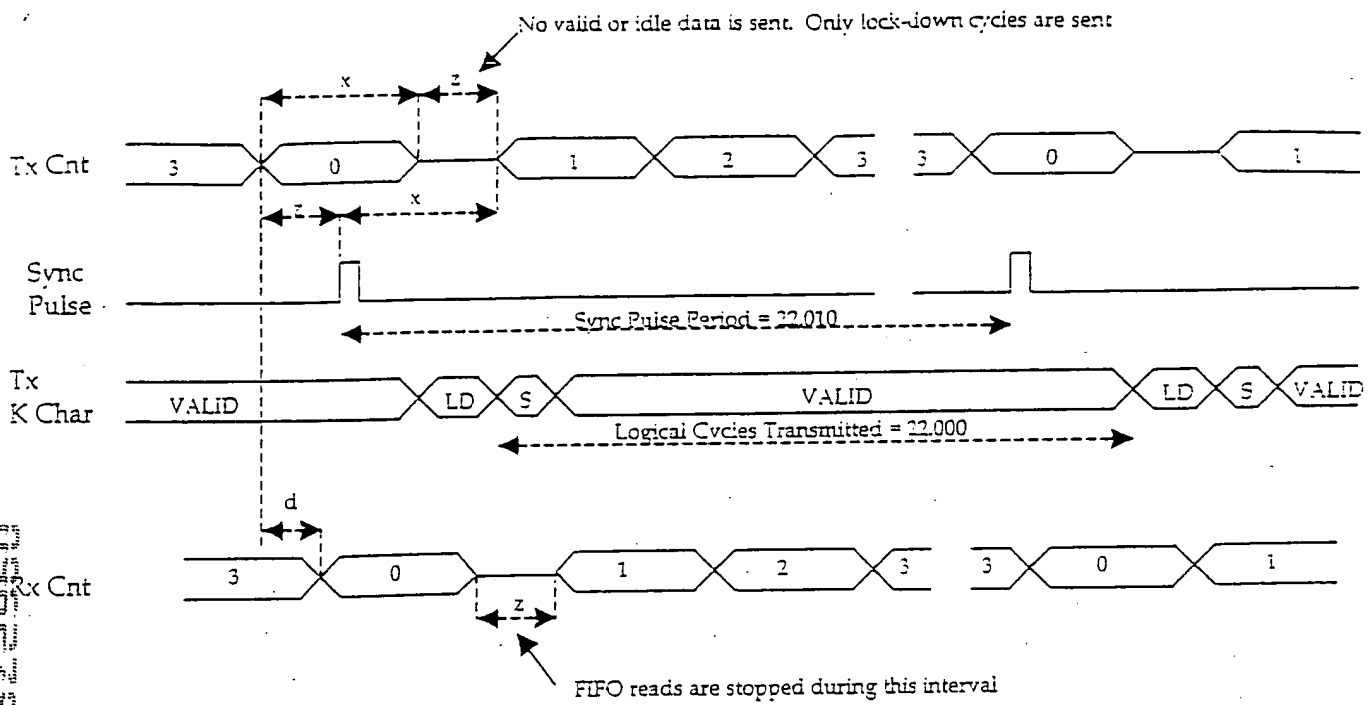 No valid or idle data is sent. Only lock-down cycles are sent
x
z
Tx Cnt
3
0
1
2
3
3
0
1
z
x
Sync
Pulse
Sync Pulse Period = 22.010
Tx
K Char
VALID
LD
S
VALID
LD
S
VALID
Logical Cycles Transmitted = 22.000
d
Rx Cnt
3
0
1
2
3
3
0
1
z
FIFO reads are stopped during this interval